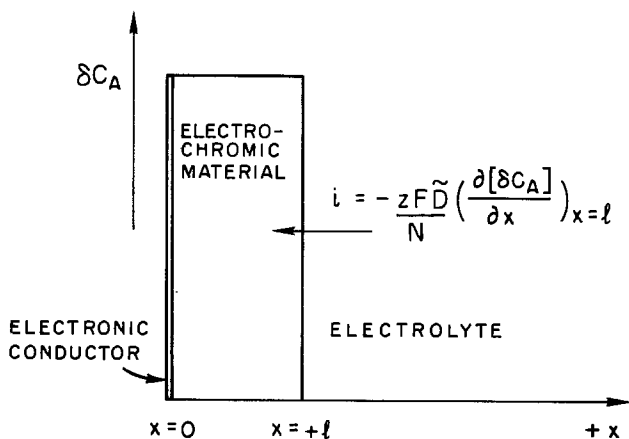 δC_A
ELECTRO-
CHROMIC
MATERIAL
i = - zFD̃/N (∂[δC_A]/∂x)_{x=ℓ}
ELECTRONIC
CONDUCTOR
ELECTROLYTE
x=0
x=+ℓ
+ x